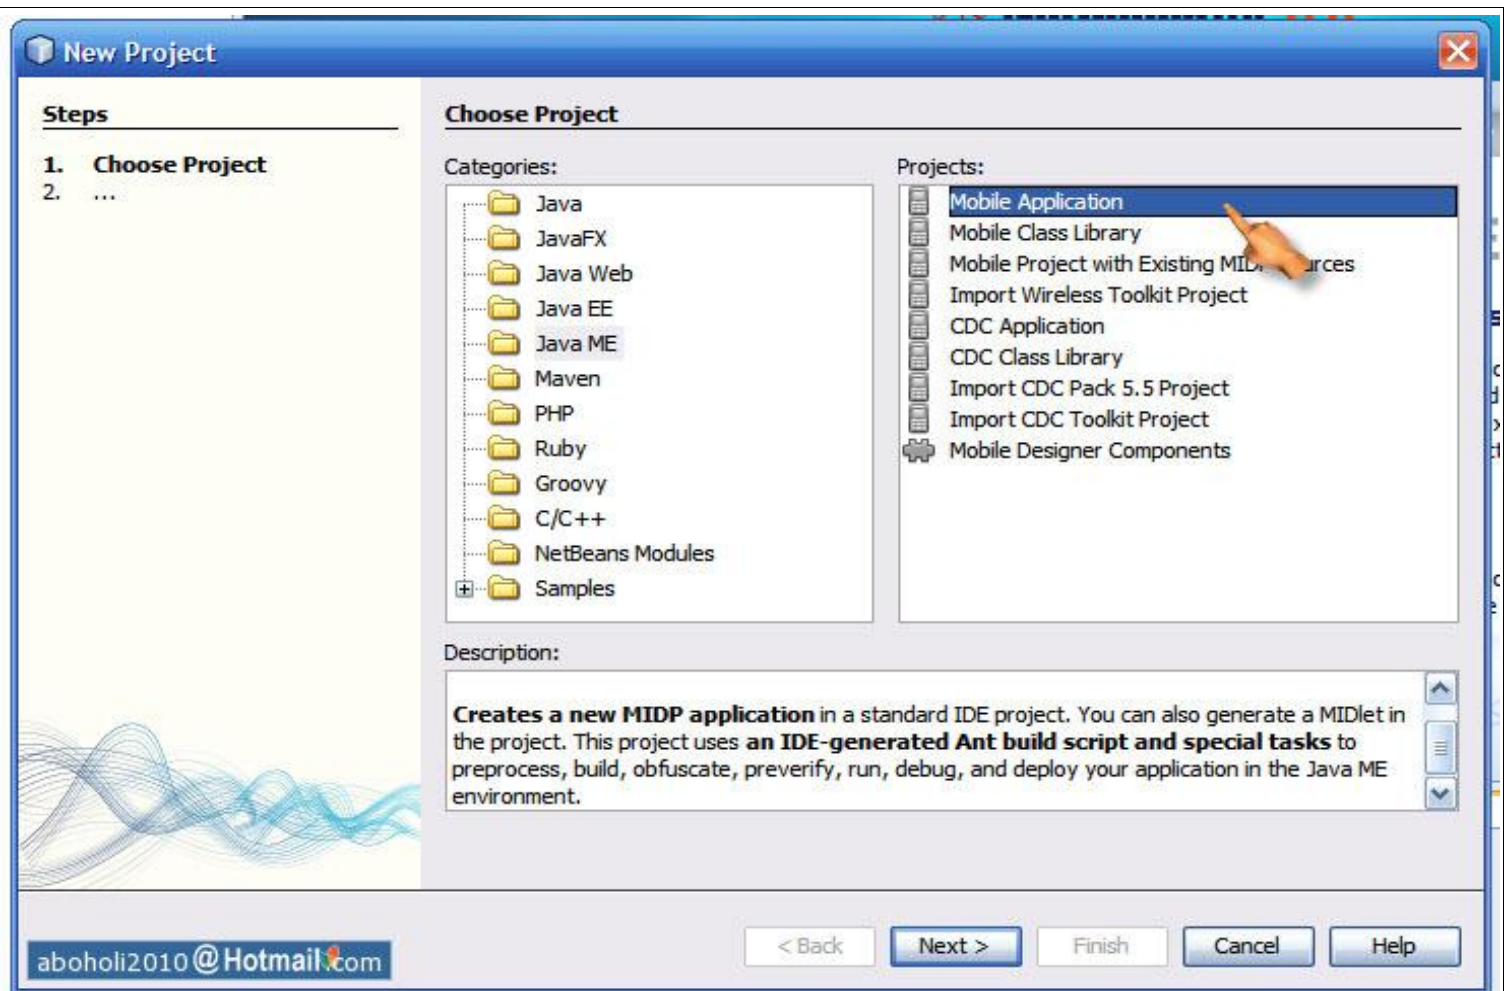 New Project
Steps
1. Choose Project
2. ...
Choose Project
Categories:
Java
JavaFX
Java Web
Java EE
Java ME
Maven
PHP
Ruby
Groovy
C/C++
NetBeans Modules
Samples
Projects:
Mobile Application
Mobile Class Library
Mobile Project with Existing
Import Wireless Toolkit Project
CDC Application
CDC Class Library
Import CDC Pack 5.5 Project
Import CDC Toolkit Project
Mobile Designer Components
Description:
Creates a new MIDP application in a standard IDE project. You can also generate a MIDlet in
the project. This project uses an IDE-generated Ant build script and special tasks to
preprocess, build, obfuscate, preverify, run, debug, and deploy your application in the Java ME
environment.
aboholi2010@Hotmail.com
< Back
Next >
Finish
Cancel
Help